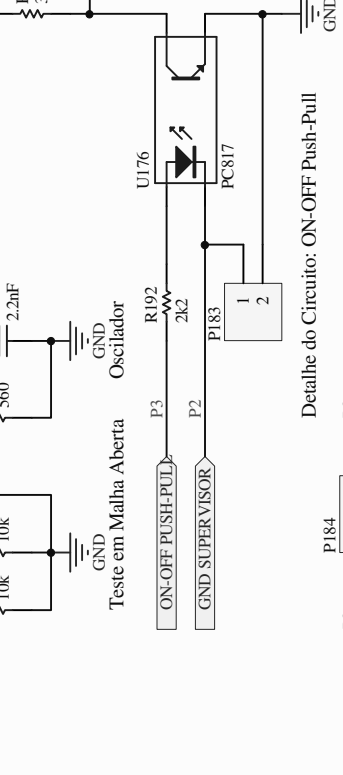 GND
U176
PC817
2.2nF
GND
Oscilador
560
R192
2k2
P183
1
2
Detalhe do Circuito: ON-OFF Push-Pull
P3
P2
10k
10k
GND
Teste em Malha Aberta
ON-OFF PUSH-PULL
GND SUPERVISOR
P184